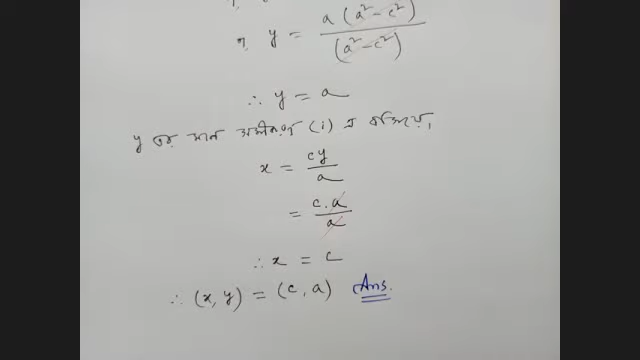 বা, y = a(a² - c²) / (a² - c²)
∴ y = a
y এর মান সমীকরণ (i) এ বসিয়ে,
x = cy / a
= c.a / a
∴ x = c
∴ (x, y) = (c, a) Ans.